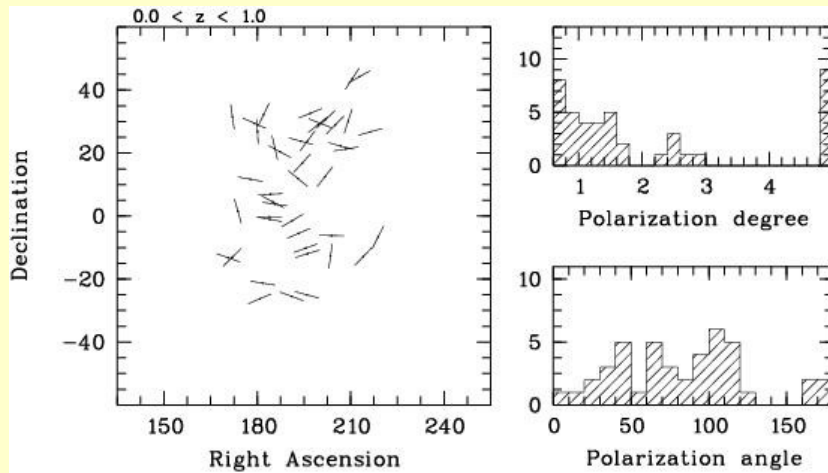 0.0 < z < 1.0
Declination
40
20
0
−20
−40
150 180 210 240
Right Ascension
10
5
0
1 2 3 4
Polarization degree
10
5
0
0 50 100 150
Polarization angle